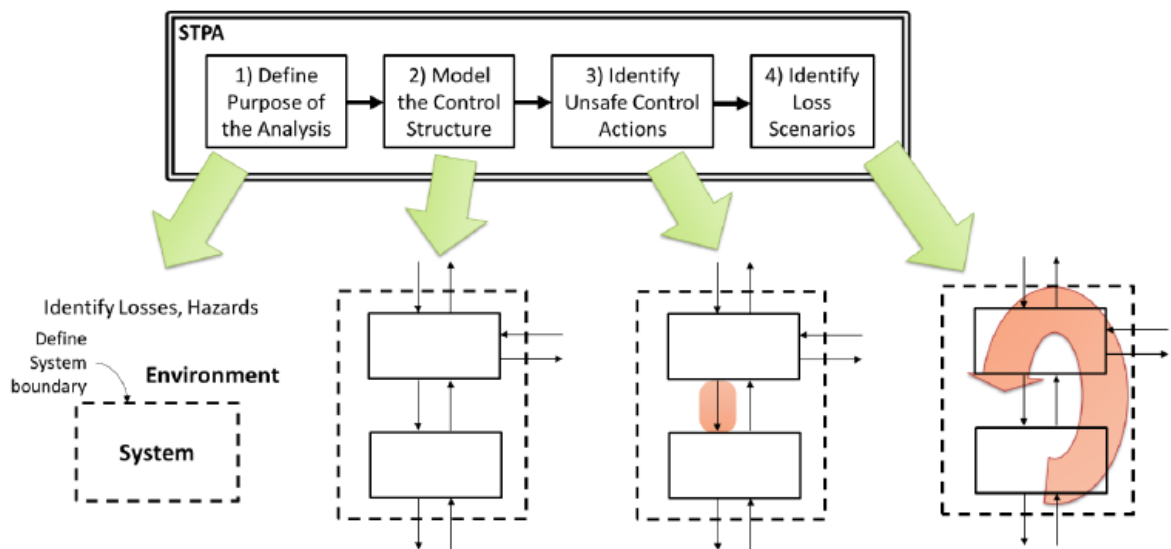 STPA
1) Define
Purpose of
the Analysis
2) Model
the Control
Structure
3) Identify
Unsafe Control
Actions
4) Identify
Loss
Scenarios
Identify Losses, Hazards
Define
System
boundary
Environment
System